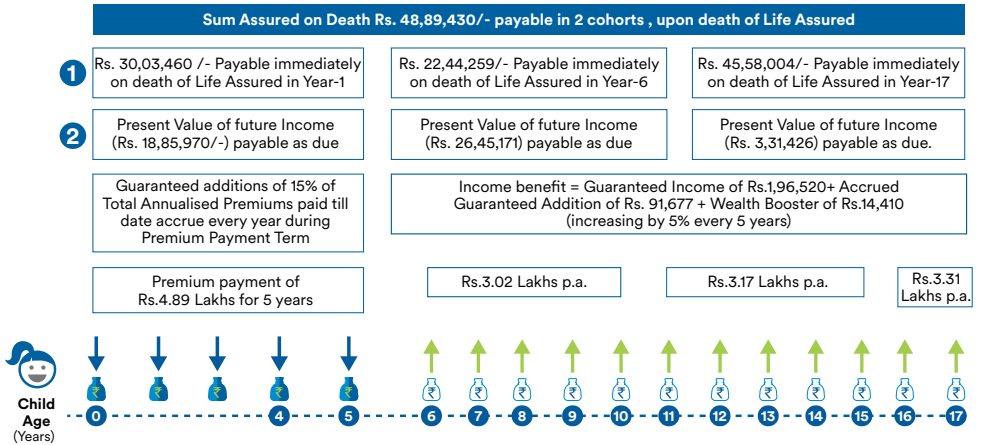 Sum Assured on Death Rs. 48,89,430/- payable in 2 cohorts , upon death of Life Assured
1
Rs. 30,03,460 /- Payable immediately
on death of Life Assured in Year-1
Rs. 22,44,259/- Payable immediately
on death of Life Assured in Year-6
Rs. 45,58,004/- Payable immediately
on death of Life Assured in Year-17
2
Present Value of future Income
(Rs. 18,85,970/-) payable as due
Present Value of future Income
(Rs. 26,45,171) payable as due
Present Value of future Income
(Rs. 3,31,426) payable as due.
Guaranteed additions of 15% of
Total Annualised Premiums paid till
date accrue every year during
Premium Payment Term
Income benefit = Guaranteed Income of Rs.1,96,520+ Accrued
Guaranteed Addition of Rs. 91,677 + Wealth Booster of Rs.14,410
(increasing by 5% every 5 years)
Premium payment of
Rs.4.89 Lakhs for 5 years
Rs.3.02 Lakhs p.a.
Rs.3.17 Lakhs p.a.
Rs.3.31
Lakhs p.a.
₹ ₹ ₹ ₹ ₹ ₹ ₹ ₹ ₹ ₹ ₹ ₹ ₹ ₹ ₹ ₹ ₹
Child
Age
(Years)
0 4 5 6 7 8 9 10 11 12 13 14 15 16 17